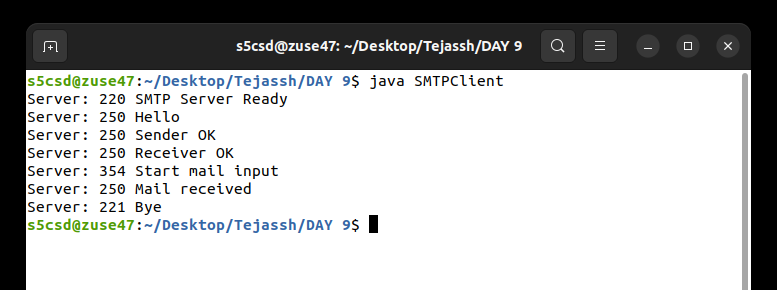 s5csd@zuse47: ~/Desktop/Tejassh/DAY 9
s5csd@zuse47:~/Desktop/Tejassh/DAY 9$ java SMTPClient
Server: 220 SMTP Server Ready
Server: 250 Hello
Server: 250 Sender OK
Server: 250 Receiver OK
Server: 354 Start mail input
Server: 250 Mail received
Server: 221 Bye
s5csd@zuse47:~/Desktop/Tejassh/DAY 9$